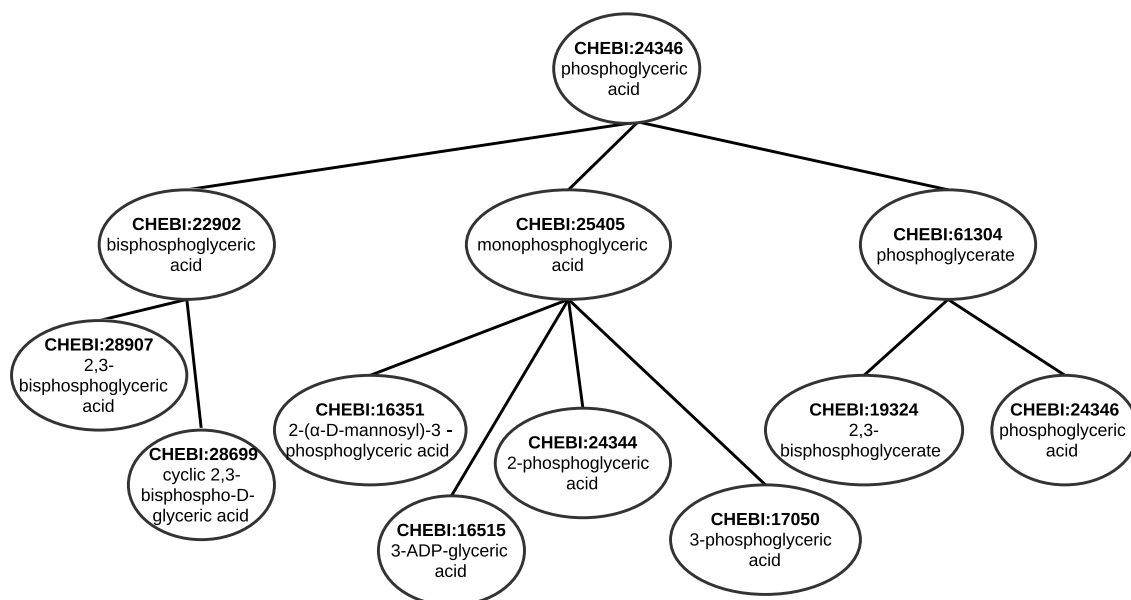 CHEBI:24346
phosphoglyceric
acid
CHEBI:22902
bisphosphoglyceric
acid
CHEBI:25405
monophosphoglyceric
acid
CHEBI:61304
phosphglycerate
CHEBI:28907
2,3-
bisphosphoglyceric
acid
CHEBI:28699
cyclic 2,3-
bisphospho-D-
glyceric acid
CHEBI:16351
2-(α-D-mannosyl)-3 -
phosphoglyceric acid
CHEBI:16515
3-ADP-glyceric
acid
CHEBI:24344
2-phosphglyceric
acid
CHEBI:17050
3-phosphglyceric
acid
CHEBI:19324
2,3-
bisphosphoglycerate
CHEBI:24346
phosphoglyceric
acid